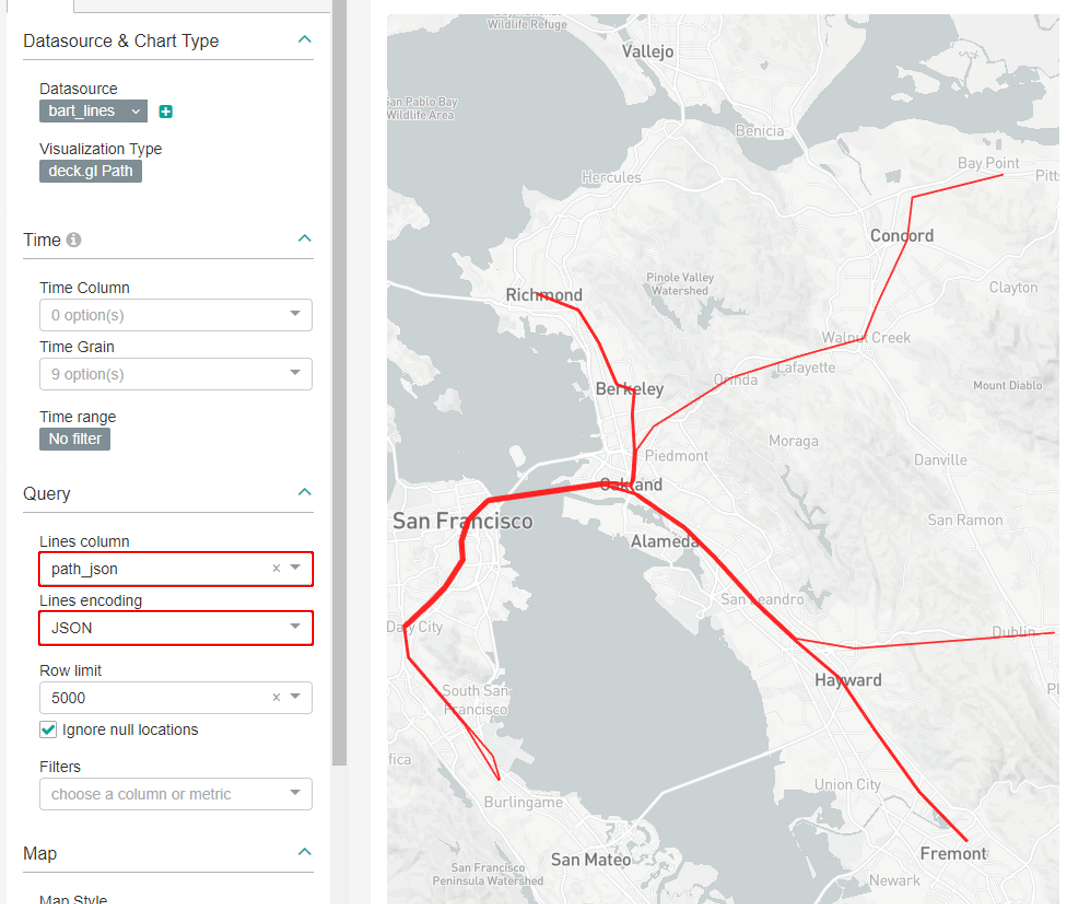 Datasource & Chart Type
Datasource
bart_lines
Visualization Type
deck.gl Path
Time
Time Column
0 option(s)
Time Grain
9 option(s)
Time range
No filter
Query
Lines column
path_json
Lines encoding
JSON
Row limit
5000
Ignore null locations
Filters
choose a column or metric
Map
Map Style
Wildlife Refuge
Vallejo
San Pablo Bay
Wildlife Area
Benicia
Bay Point
Pitts
Hercules
Concord
Pinole Valley
Watershed
Richmond
Clayton
Walnut Creek
Lafayette
Orinda
Mount Diablo
Berkeley
Moraga
Piedmont
Danville
Oakland
San Francisco
San Ramon
Alameda
San Leandro
Daly City
Dublin
Hayward
Pl
South San
Francisco
fica
Union City
Burlingame
San Mateo
Fremont
San Francisco
Peninsula Watershed
Newark